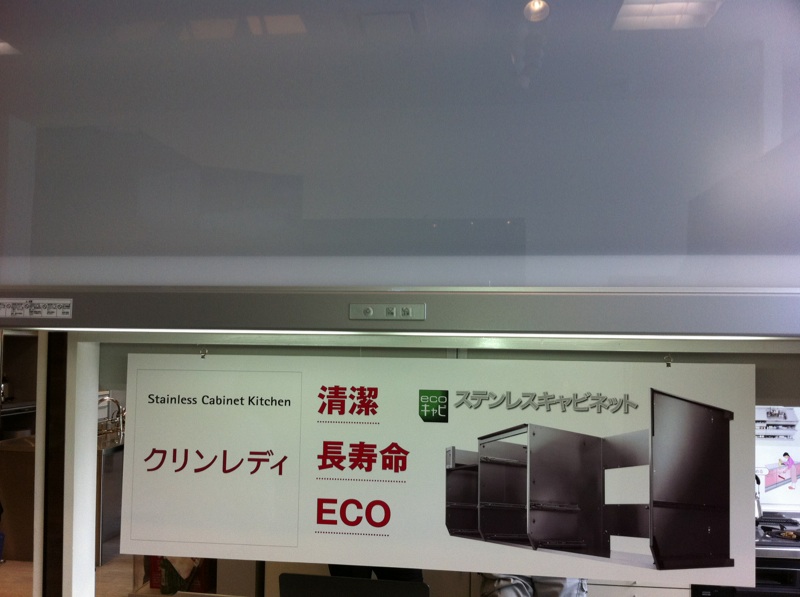 Stainless Cabinet Kitchen
クリンレディ
清潔
長寿命
ECO
eco
キャビ
ステンレスキャビネット